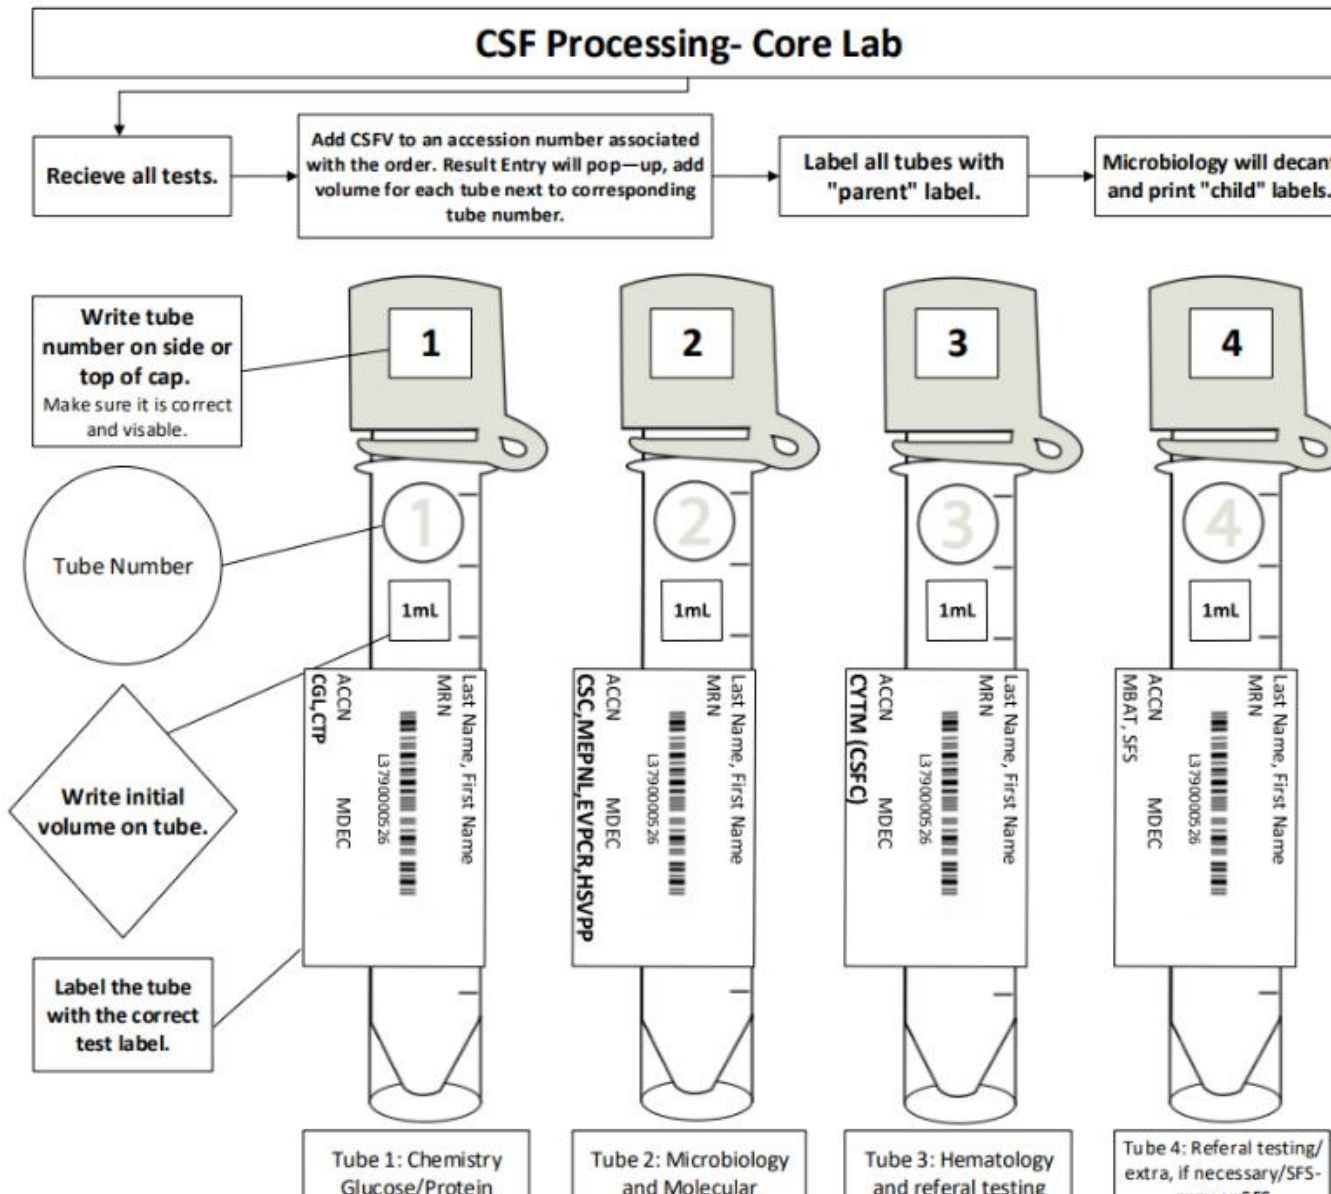 CSF Processing- Core Lab
Recieve all tests.
Add CSFV to an accession number associated
with the order. Result Entry will pop—up, add
volume for each tube next to corresponding
tube number.
Label all tubes with
"parent" label.
Microbiology will decant
and print "child" labels.
Write tube
number on side or
top of cap.
Make sure it is correct
and visable.
1
2
3
4
Tube Number
1
2
3
4
1mL
1mL
1mL
1mL
Write initial
volume on tube.
Label the tube
with the correct
test label.
Last Name, First Name
MRN
L3790000526
ACCN MDEC
CGL,CTP
Last Name, First Name
MRN
L3790000526
ACCN MDEC
CSC,MEPNL,EVPCR,HSVPP
Last Name, First Name
MRN
L3790000526
ACCN MDEC
CYTM (CSFC)
Last Name, First Name
MRN
L3790000526
ACCN MDEC
MBAT, SFS
Tube 1: Chemistry
Glucose/Protein
Tube 2: Microbiology
and Molecular
Tube 3: Hematology
and referal testing
Tube 4: Referal testing/
extra, if necessary/SFS-